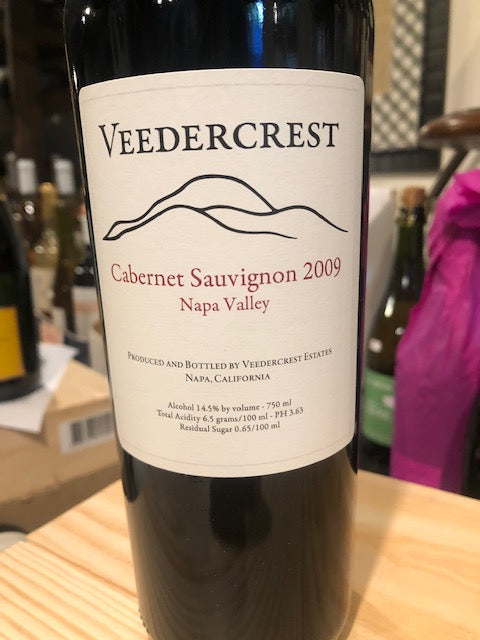 VEEDERCREST
Cabernet Sauvignon 2009
Napa Valley
PRODUCED AND BOTTLED BY VEEDERCREST ESTATES
NAPA, CALIFORNIA
Alcohol 14.5% by volume - 750 ml
Total Acidity 6.5 grams/100 ml - PH 3.63
Residual Sugar 0.65/100 ml